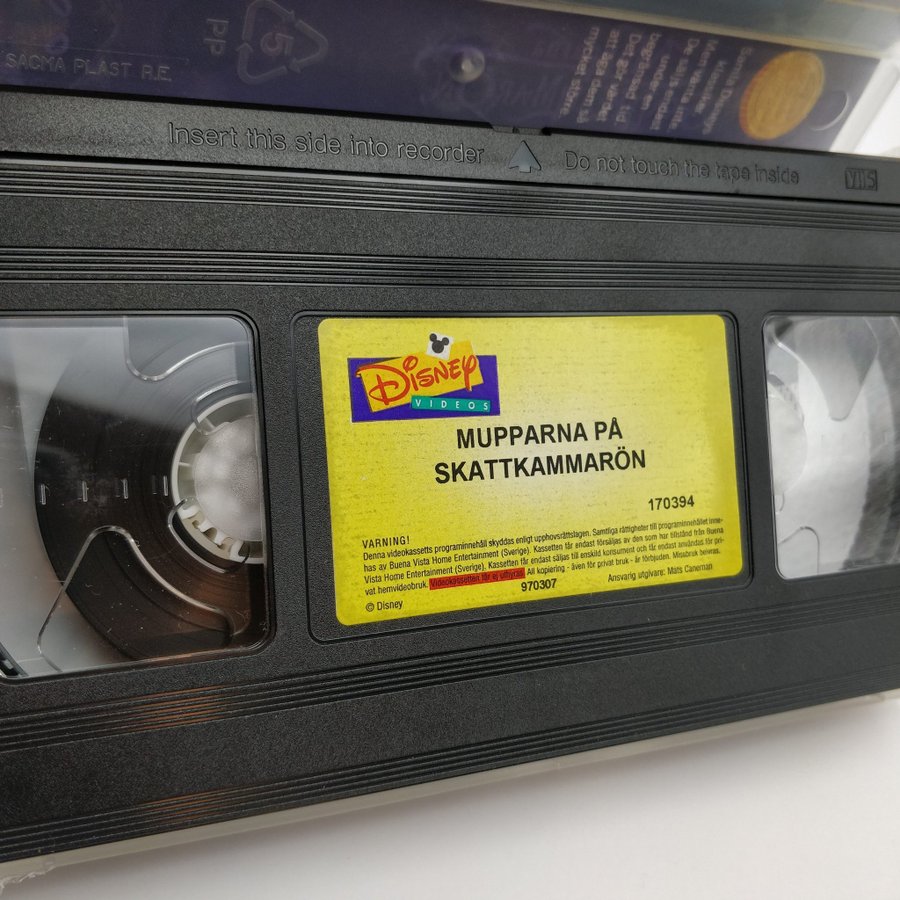 SACMA PLAST R.E.
5
PP
Insert this side into recorder
Do not touch the tape inside
VHS
Disney
VIDEOS
MUPPARNA PÅ
SKATTKAMMARÖN
170394
VARNING!
Denna videokassetts programinnehåll skyddas enligt upphovsrättslagen. Samtliga rättigheter till programinnehållet inne-
has av Buena Vista Home Entertainment (Sverige). Kassetten får endast försäljas av den som har tillstånd från Buena
Vista Home Entertainment (Sverige). Kassetten får endast säljas till enskild konsument och får endast användas för pri-
vat hemvideobruk. Videokassetten får ej uthyras. All kopiering - även för privat bruk - är förbjuden. Missbruk beivras.
970307
Ansvarig utgivare: Mats Caneman
© Disney